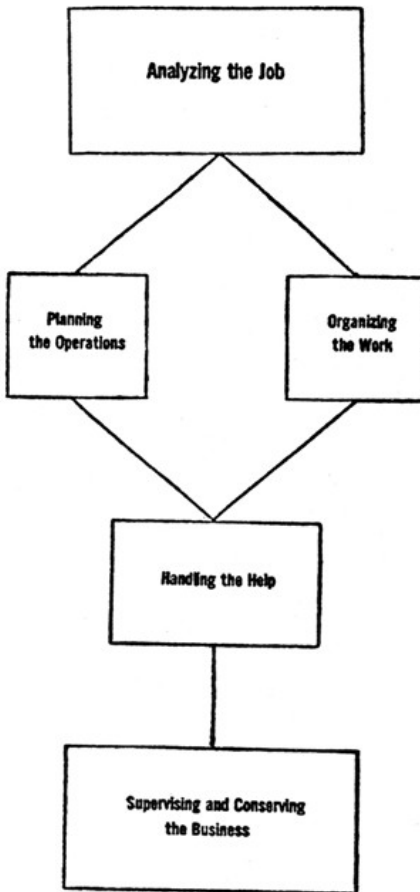 Analyzing the Job
Planning
the Operations
Organizing
the Work
Handling the Help
Supervising and Conserving
the Business